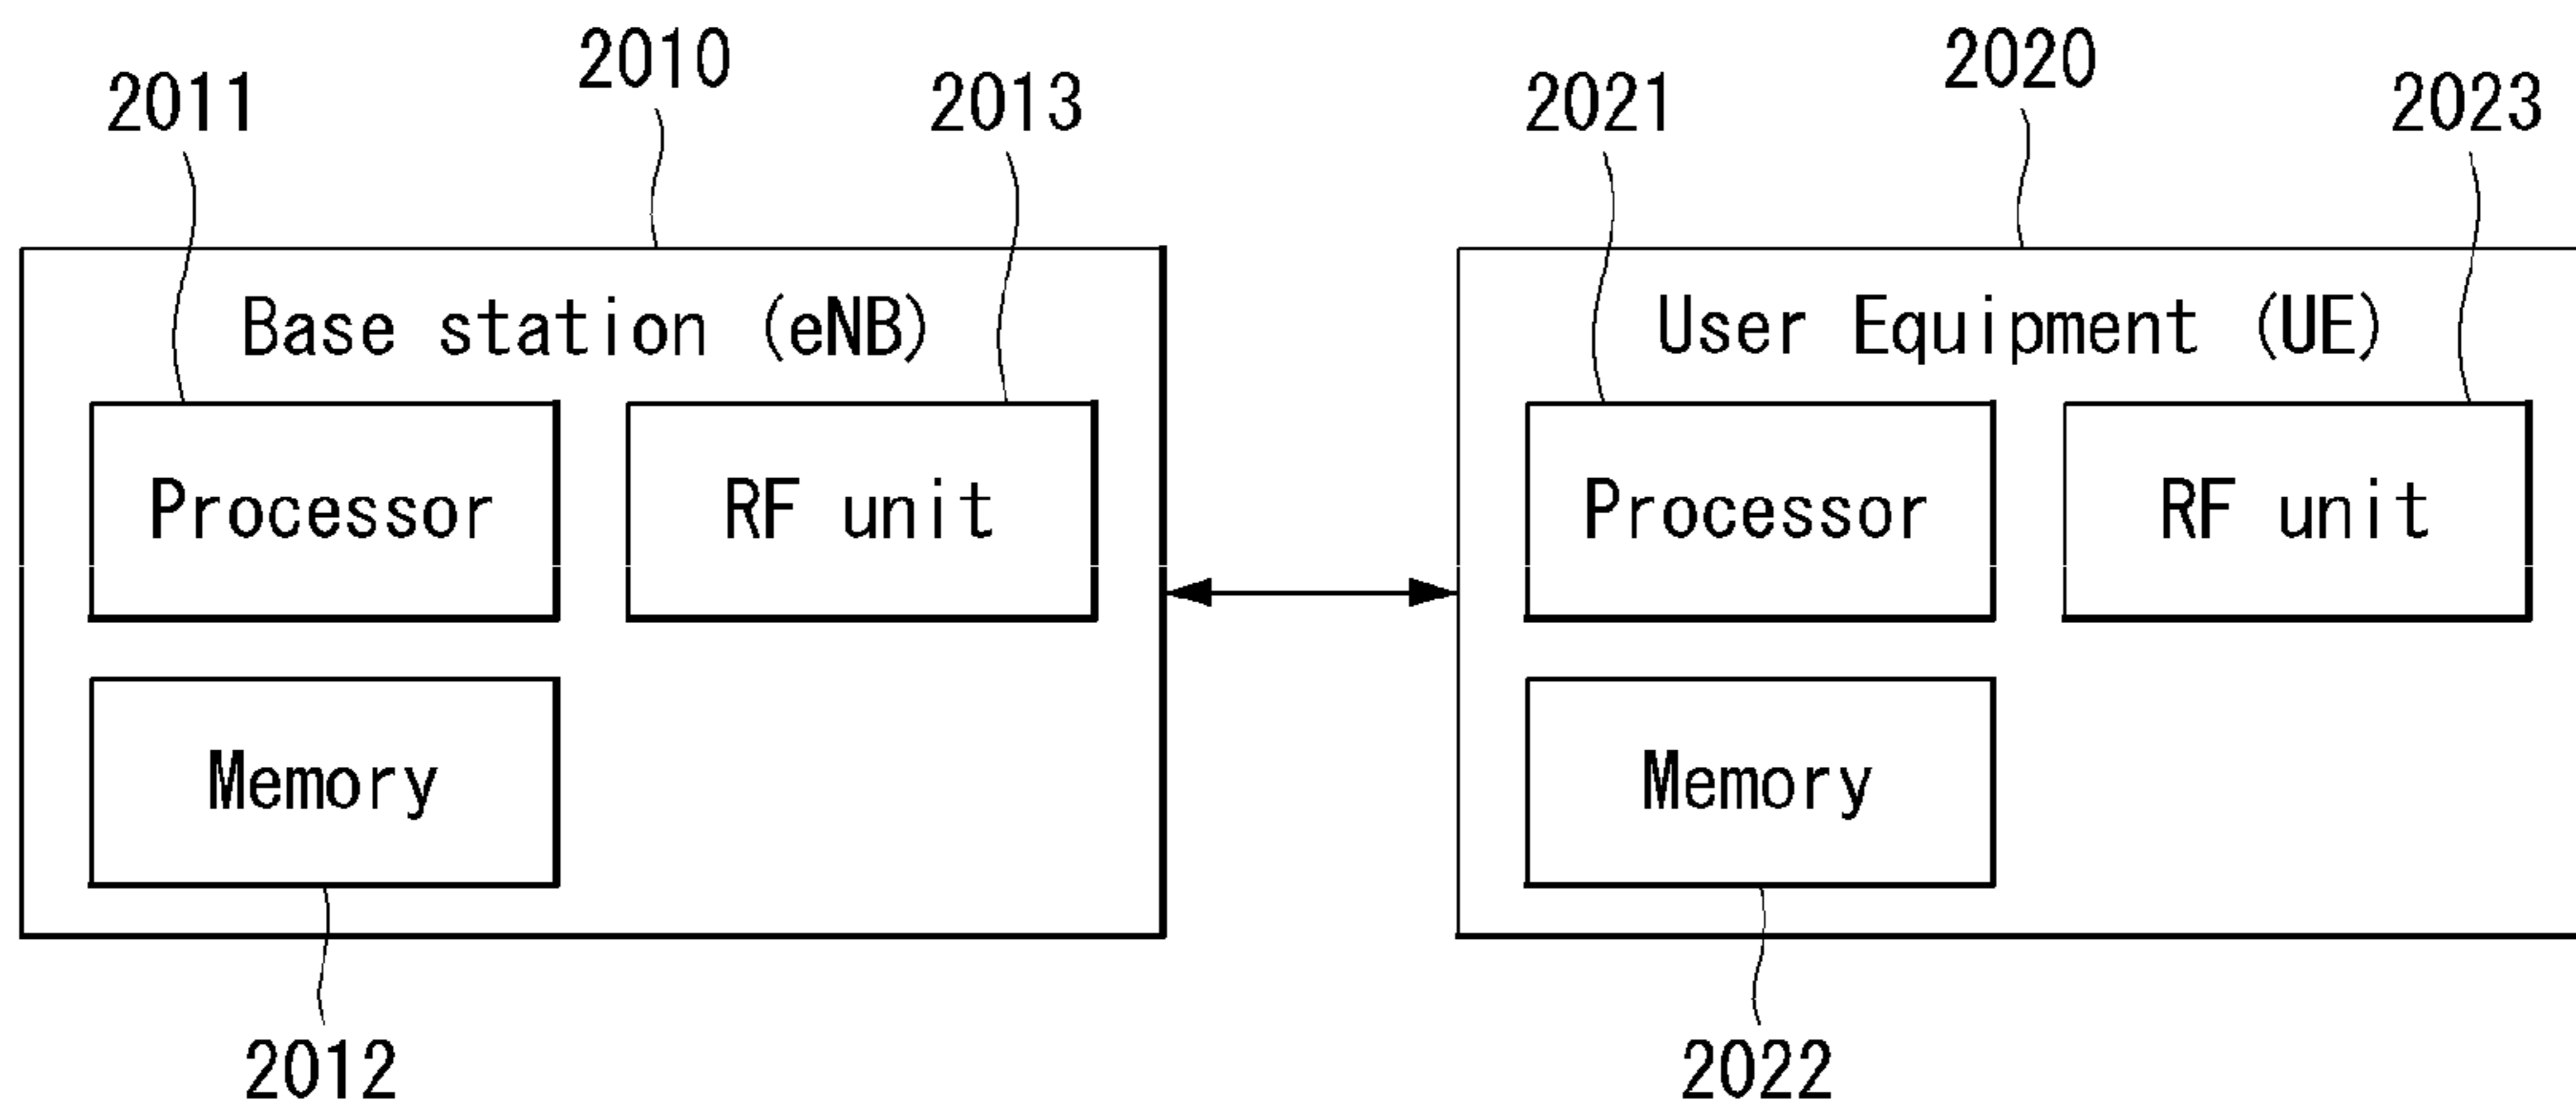 2010
2020
2011
2013
2021
2023
Base station (eNB)
User Equipment (UE)
Processor
RF unit
Processor
RF unit
Memory
Memory
2012
2022